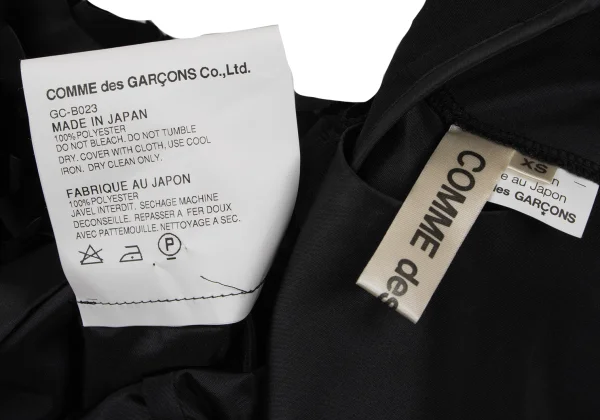 COMME des GARÇONS Co.,Ltd.
GC-B023
MADE IN JAPAN
100%POLYESTER
DO NOT BLEACH. DO NOT TUMBLE
DRY. COVER WITH CLOTH, USE COOL
IRON. DRY CLEAN ONLY.
FABRIQUE AU JAPON
100%POLYESTER
JAVEL INTERDIT. SECHAGE MACHINE
DECONSEILLE. REPASSER A FER DOUX
AVEC PATTEMOUILLE. NETTOYAGE A SEC.
P
COMME des
XS
au Japon
des GARÇONS